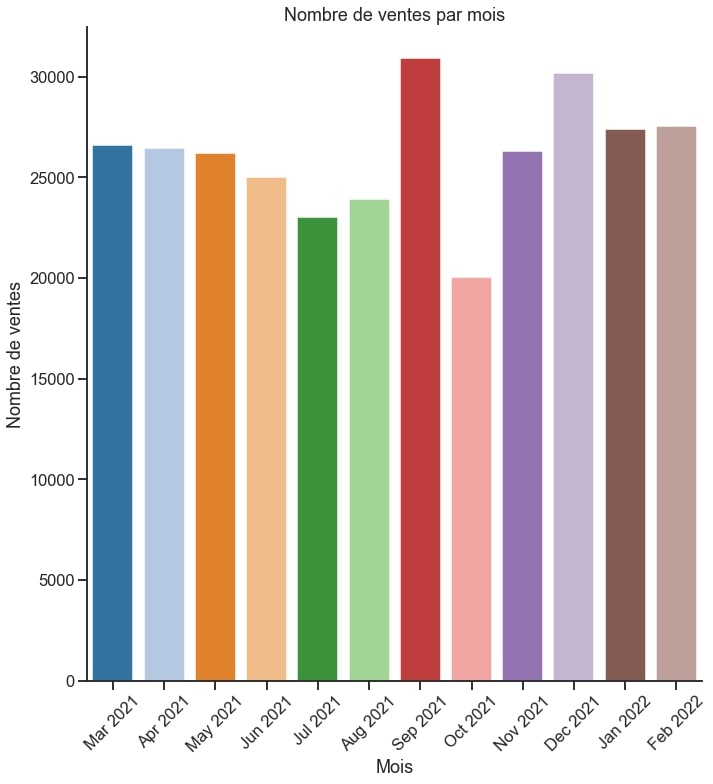 Nombre de ventes par mois
Nombre de ventes
30000
25000
20000
15000
10000
5000
0
Mar 2021
Apr 2021
May 2021
Jun 2021
Jul 2021
Aug 2021
Sep 2021
Oct 2021
Nov 2021
Dec 2021
Jan 2022
Feb 2022
Mois